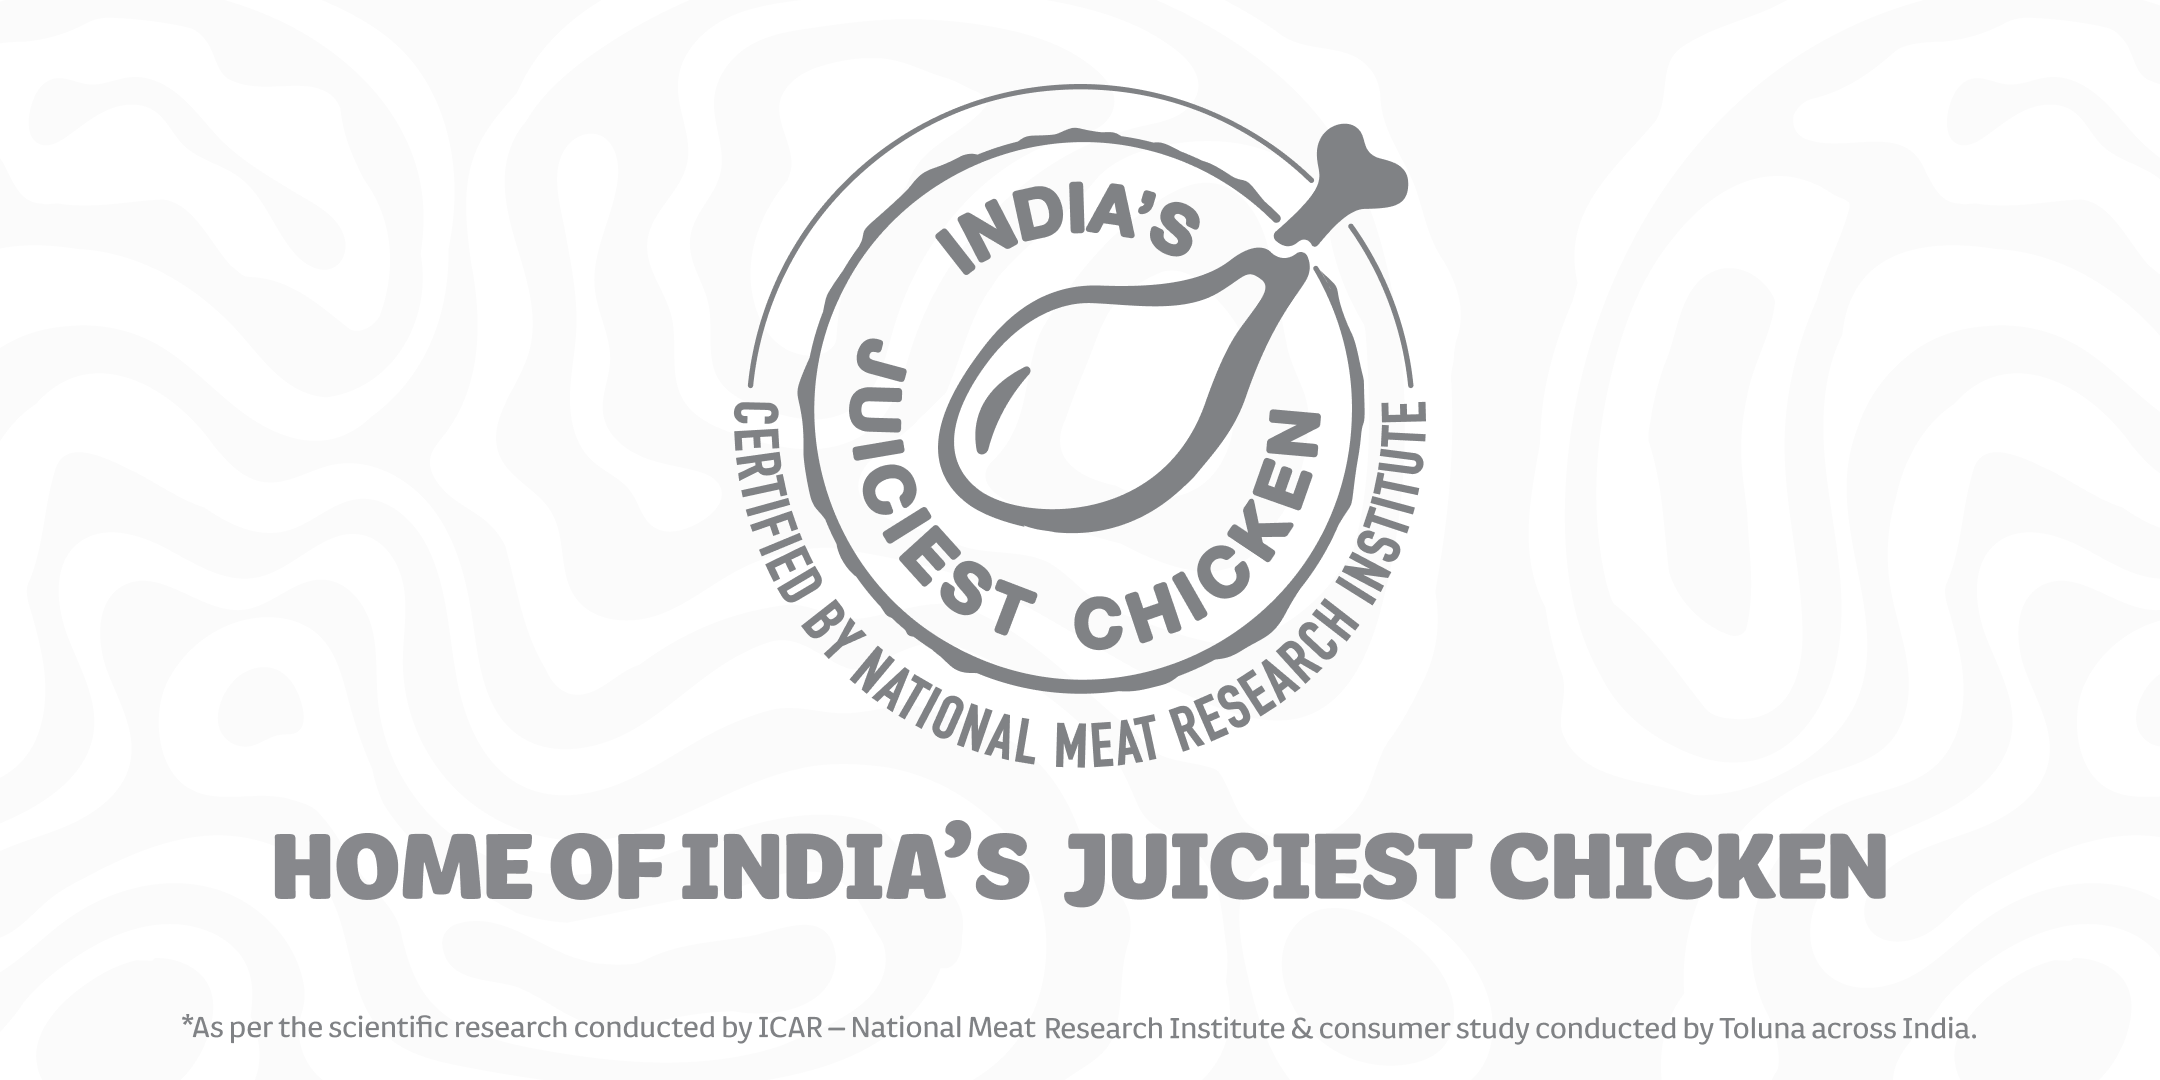 INDIA'S
JUICIEST CHICKEN
CERTIFIED BY NATIONAL MEAT RESEARCH INSTITUTE
HOME OF INDIA'S JUICIEST CHICKEN
*As per the scientific research conducted by ICAR – National Meat Research Institute & consumer study conducted by Toluna across India.